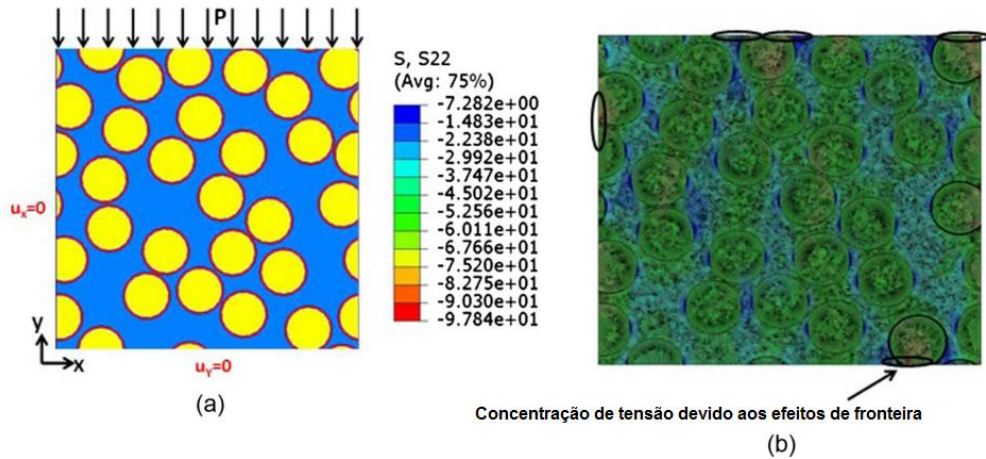 P
S, S22
(Avg: 75%)
-7.282e+00
-1.483e+01
-2.238e+01
-2.992e+01
-3.747e+01
-4.502e+01
-5.256e+01
-6.011e+01
-6.766e+01
-7.520e+01
-8.275e+01
-9.030e+01
-9.784e+01
uₓ=0
y
x
u_Y=0
(a)
Concentração de tensão devido aos efeitos de fronteira
(b)